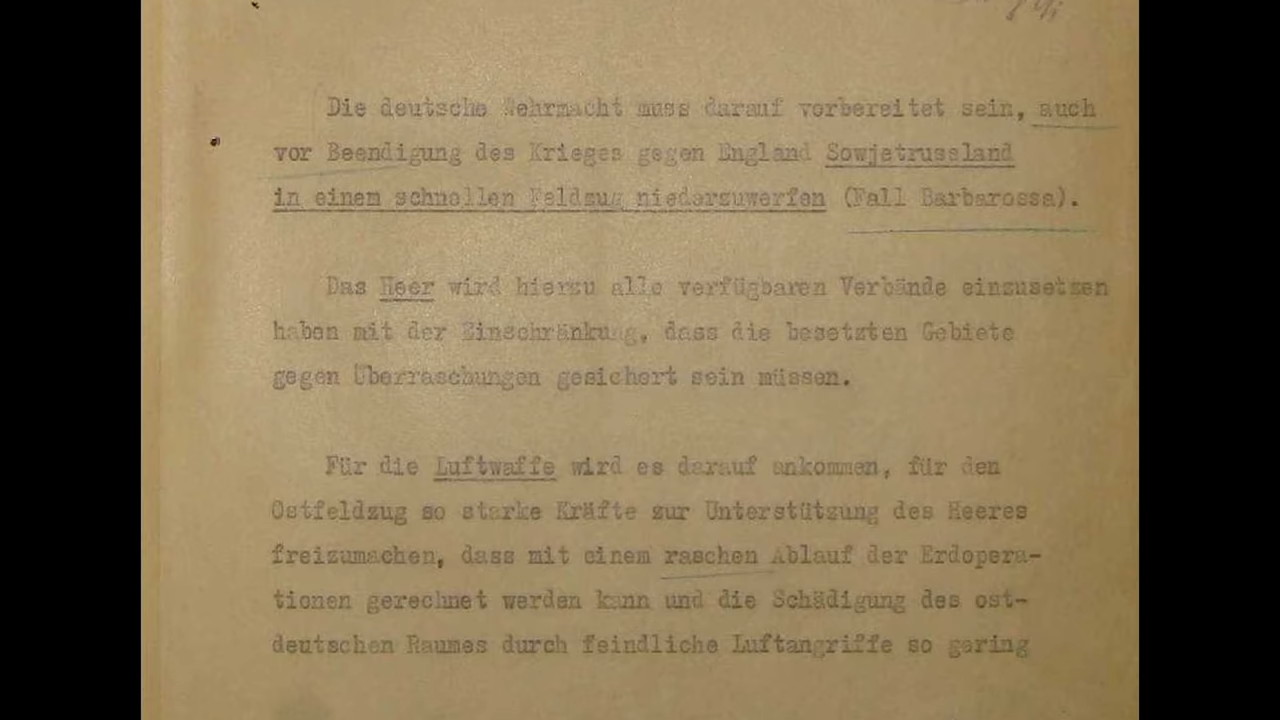 Die deutsche Wehrmacht muss darauf vorbereitet sein, auch
vor Beendigung des Krieges gegen England Sowjetrussland
in einem schnellen Feldzug niederzuwerfen (Fall Barbarossa).
Das Heer wird hierzu alle verfügbaren Verbände einzusetzen
haben mit der Einschränkung, dass die besetzten Gebiete
gegen Überraschungen gesichert sein müssen.
Für die Luftwaffe wird es darauf ankommen, für den
Ostfeldzug so starke Kräfte zur Unterstützung des Heeres
freizumachen, dass mit einem raschen Ablauf der Erdopera-
tionen gerechnet werden kann und die Schädigung des ost-
deutschen Raumes durch feindliche Luftangriffe so gering